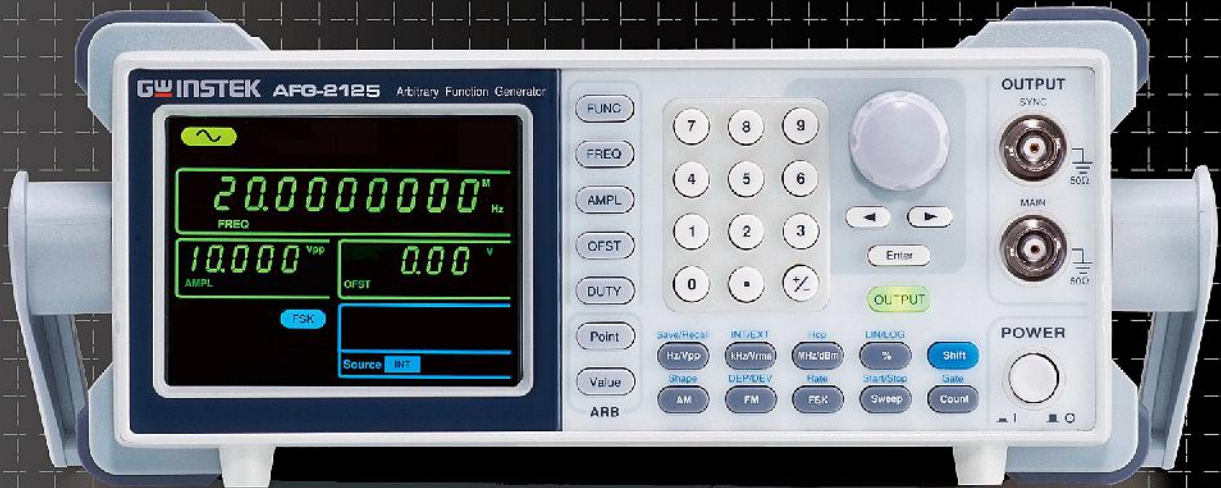 GW INSTEK AFG-2125 Arbitrary Function Generator
20.0000000 M Hz
FREQ
10.000 Vpp
AMPL
0.00 V
OFST
FSK
Source INT
FUNC
FREQ
AMPL
OFST
DUTY
Point
Value
ARB
7 8 9
4 5 6
1 2 3
0 • +/-
◄ ►
Enter
OUTPUT
Save/Recall INT/EXT Hop LIN/LOG
Hz/Vpp kHz/Vrms MHz/dBm % Shift
Shape DEP/DEV Rate Start/Stop Gate
AM FM FSK Sweep Count
OUTPUT
SYNC
50Ω
MAIN
50Ω
POWER
I O